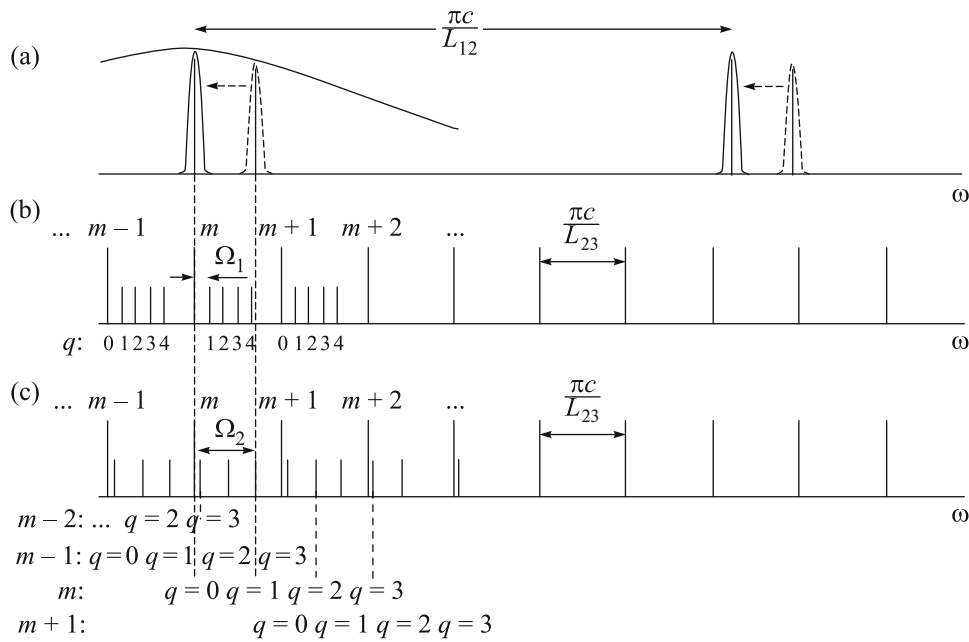 πc
L12
(a)
ω
(b)
... m – 1 m m + 1 m + 2 ...
πc
L23
Ω1
q: 0 1 2 3 4 1 2 3 4 0 1 2 3 4
ω
(c)
... m – 1 m m + 1 m + 2 ...
πc
L23
Ω2
ω
m – 2: ... q = 2 q = 3
m – 1: q = 0 q = 1 q = 2 q = 3
m: q = 0 q = 1 q = 2 q = 3
m + 1: q = 0 q = 1 q = 2 q = 3